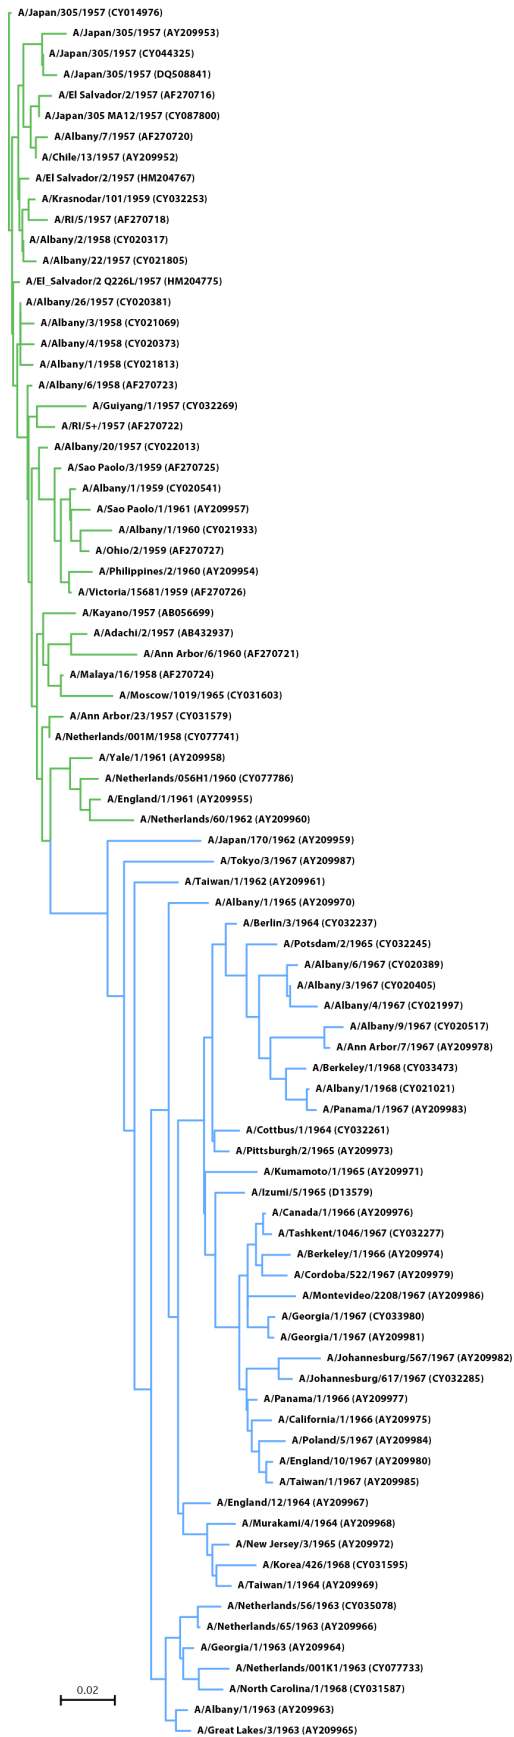 A/Japan/305/1957 (CY014976)
A/Japan/305/1957 (AY209953)
A/Japan/305/1957 (CY044325)
A/Japan/305/1957 (DQ508841)
A/El Salvador/2/1957 (AF270716)
A/Japan/305 MA12/1957 (CY087800)
A/Albany/7/1957 (AF270720)
A/Chile/13/1957 (AY209952)
A/El Salvador/2/1957 (HM204767)
A/Krasnodar/101/1959 (CY032253)
A/RI/5/1957 (AF270718)
A/Albany/2/1958 (CY020317)
A/Albany/22/1957 (CY021805)
A/El_Salvador/2 Q226L/1957 (HM204775)
A/Albany/26/1957 (CY020381)
A/Albany/3/1958 (CY021069)
A/Albany/4/1958 (CY020373)
A/Albany/1/1958 (CY021813)
A/Albany/6/1958 (AF270723)
A/Guiyang/1/1957 (CY032269)
A/RI/5+/1957 (AF270722)
A/Albany/20/1957 (CY022013)
A/Sao Paolo/3/1959 (AF270725)
A/Albany/1/1959 (CY020541)
A/Sao Paolo/1/1961 (AY209957)
A/Albany/1/1960 (CY021933)
A/Ohio/2/1959 (AF270727)
A/Philippines/2/1960 (AY209954)
A/Victoria/15681/1959 (AF270726)
A/Kayano/1957 (AB056699)
A/Adachi/2/1957 (AB432937)
A/Ann Arbor/6/1960 (AF270721)
A/Malaya/16/1958 (AF270724)
A/Moscow/1019/1965 (CY031603)
A/Ann Arbor/23/1957 (CY031579)
A/Netherlands/001M/1958 (CY077741)
A/Yale/1/1961 (AY209958)
A/Netherlands/056H1/1960 (CY077786)
A/England/1/1961 (AY209955)
A/Netherlands/60/1962 (AY209960)
A/Japan/170/1962 (AY209959)
A/Tokyo/3/1967 (AY209987)
A/Taiwan/1/1962 (AY209961)
A/Albany/1/1965 (AY209970)
A/Berlin/3/1964 (CY032237)
A/Potsdam/2/1965 (CY032245)
A/Albany/6/1967 (CY020389)
A/Albany/3/1967 (CY020405)
A/Albany/4/1967 (CY021997)
A/Albany/9/1967 (CY020517)
A/Ann Arbor/7/1967 (AY209978)
A/Berkeley/1/1968 (CY033473)
A/Albany/1/1968 (CY021021)
A/Panama/1/1967 (AY209983)
A/Cottbus/1/1964 (CY032261)
A/Pittsburgh/2/1965 (AY209973)
A/Kumamoto/1/1965 (AY209971)
A/Izumi/5/1965 (D13579)
A/Canada/1/1966 (AY209976)
A/Tashkent/1046/1967 (CY032277)
A/Berkeley/1/1966 (AY209974)
A/Cordoba/522/1967 (AY209979)
A/Montevideo/2208/1967 (AY209986)
A/Georgia/1/1967 (CY033980)
A/Georgia/1/1967 (AY209981)
A/Johannesburg/567/1967 (AY209982)
A/Johannesburg/617/1967 (CY032285)
A/Panama/1/1966 (AY209977)
A/California/1/1966 (AY209975)
A/Poland/5/1967 (AY209984)
A/England/10/1967 (AY209980)
A/Taiwan/1/1967 (AY209985)
A/England/12/1964 (AY209967)
A/Murakami/4/1964 (AY209968)
A/New Jersey/3/1965 (AY209972)
A/Korea/426/1968 (CY031595)
A/Taiwan/1/1964 (AY209969)
A/Netherlands/56/1963 (CY035078)
A/Netherlands/65/1963 (AY209966)
A/Georgia/1/1963 (AY209964)
A/Netherlands/001K1/1963 (CY077733)
A/North Carolina/1/1968 (CY031587)
0.02
A/Albany/1/1963 (AY209963)
A/Great Lakes/3/1963 (AY209965)